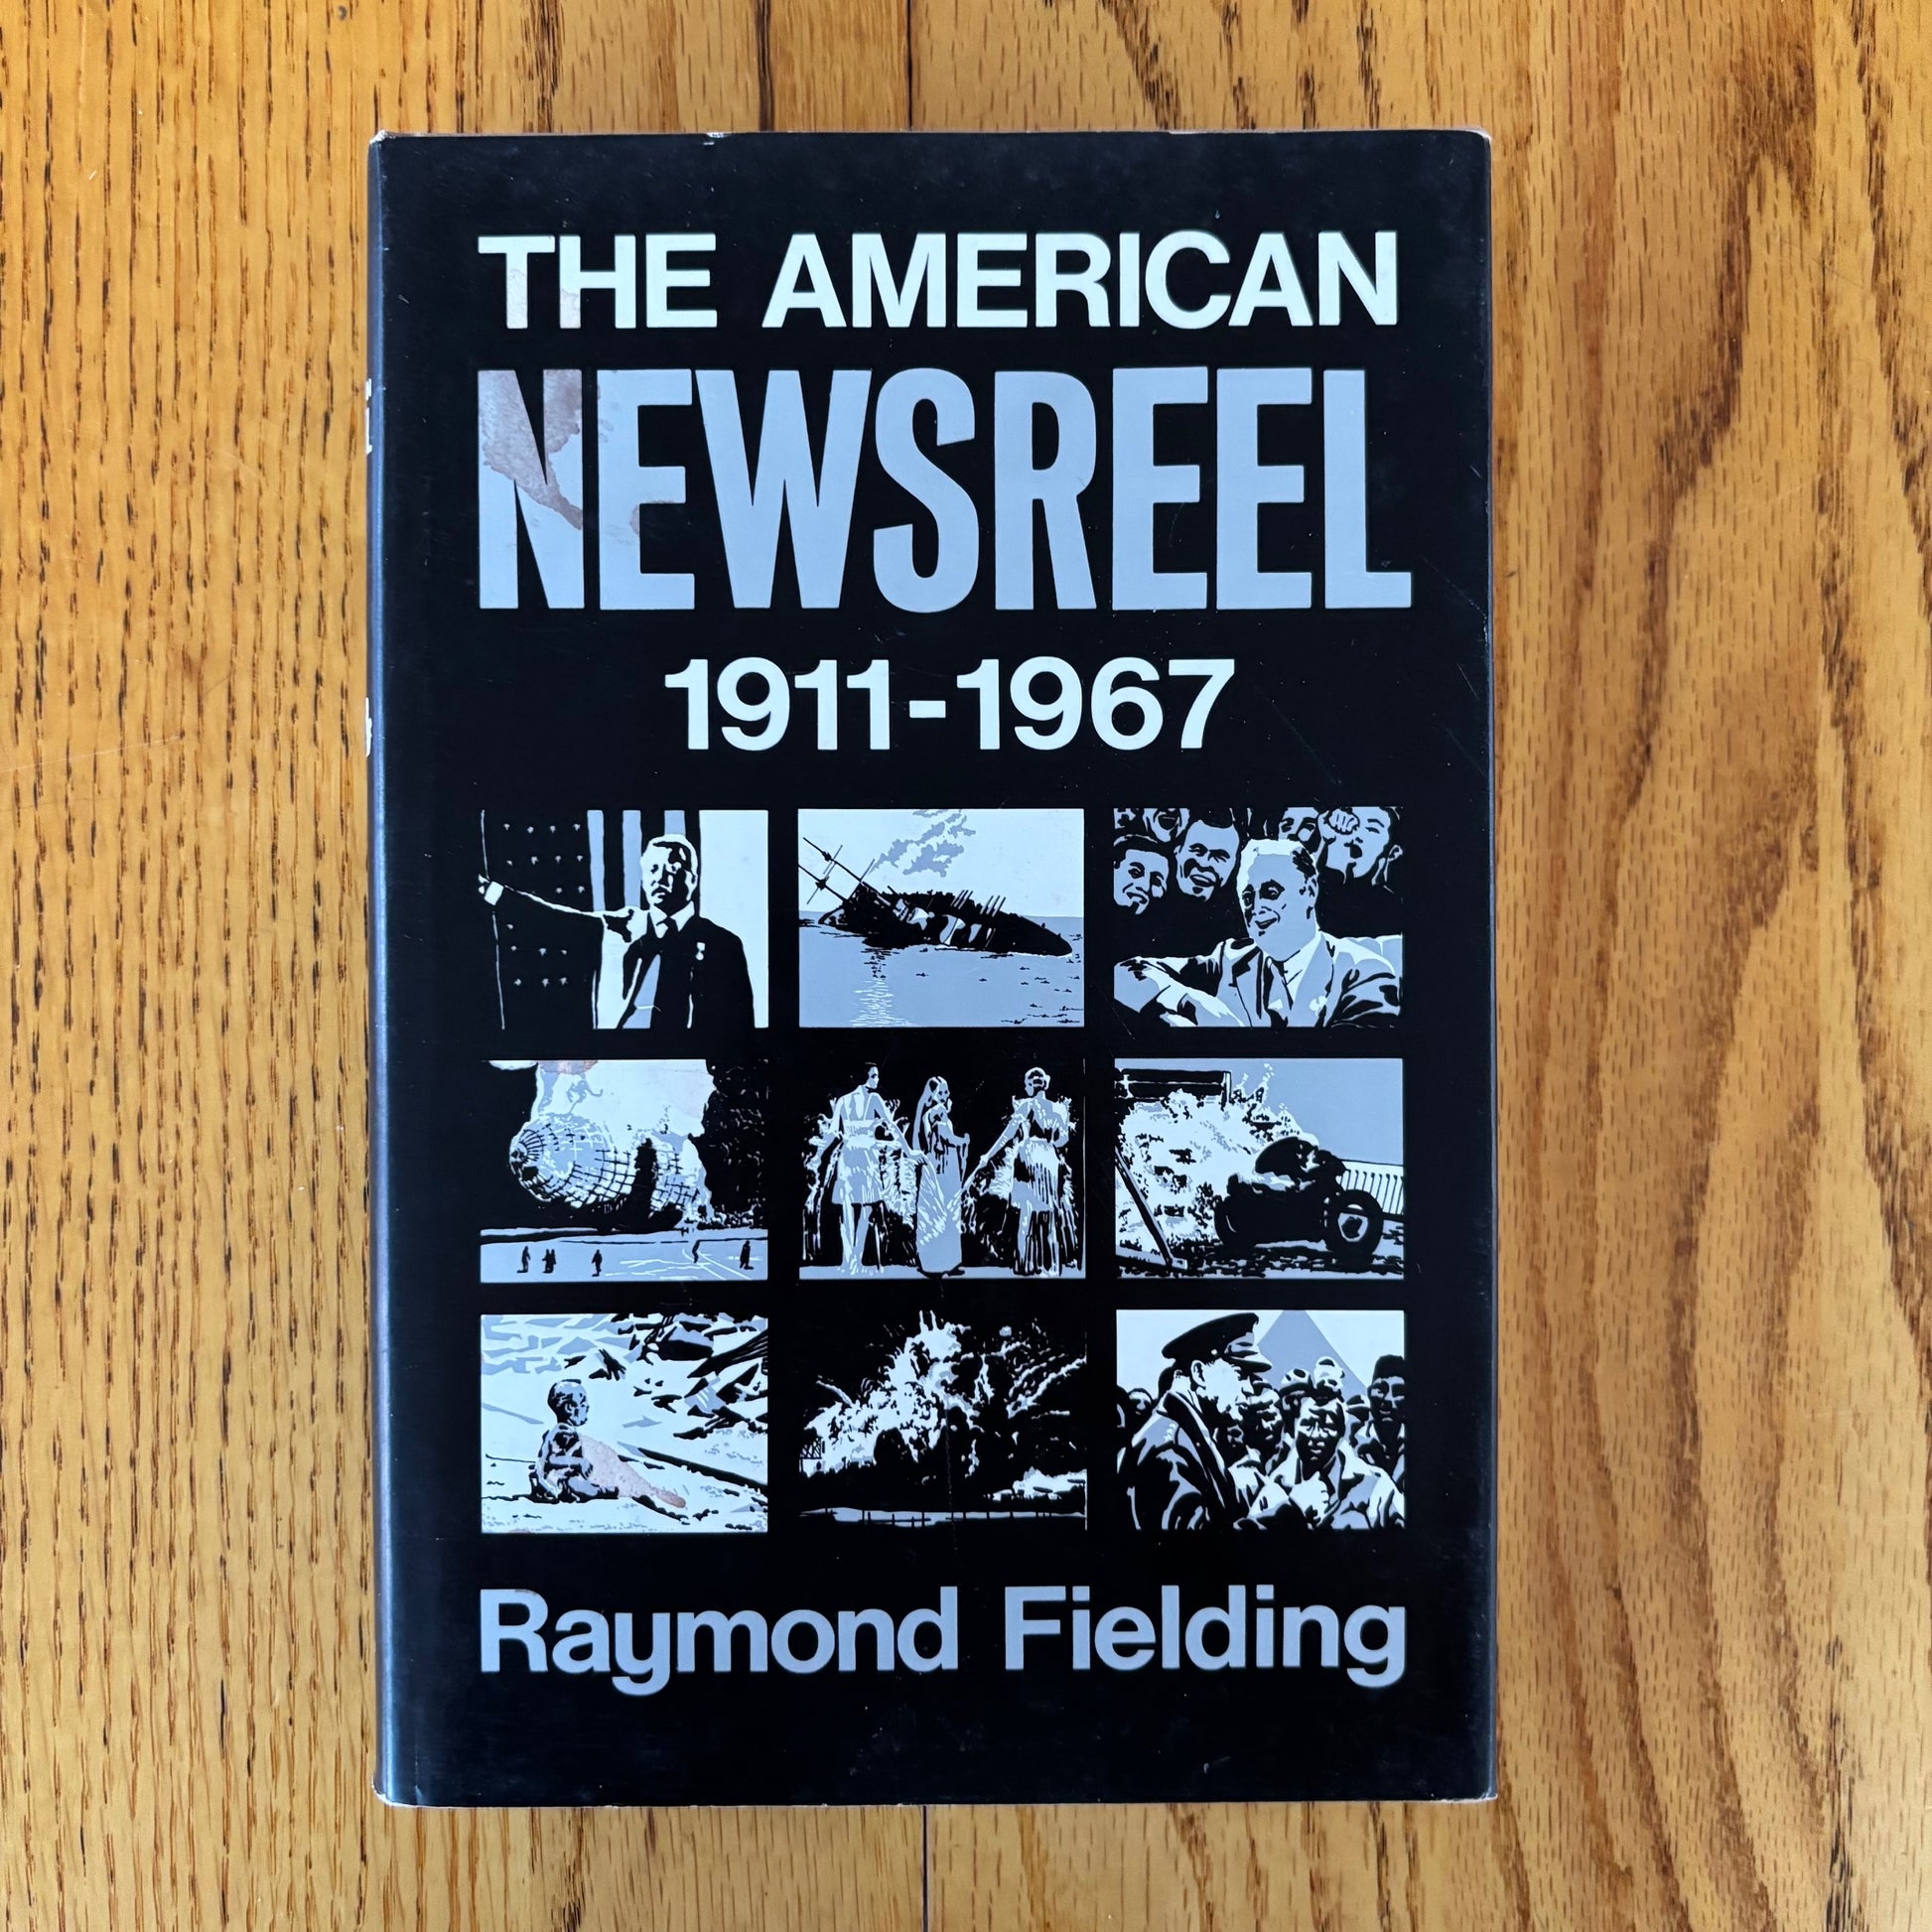 THE AMERICAN
NEWSREEL
1911-1967
Raymond Fielding